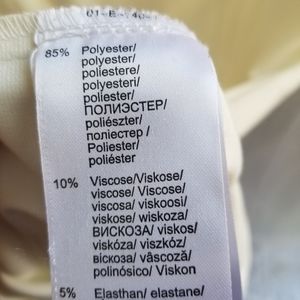 85% Polyester/
polyester/
poliestere/
polyesteri/
poliester/
ПОЛИЭСТЕР/
poliészter/
поліестер /
Poliester/
poliéster
10% Viscose/Viskose/
viscose/ Viscose/
viscosa/ viskoosi/
viskose/ wiskoza/
ВИСКОЗА/ viskos/
viskóza/ viszkóz/
віскоза/ vâscoză/
polinósico/ Viskon
5% Elasthan/ elastane/